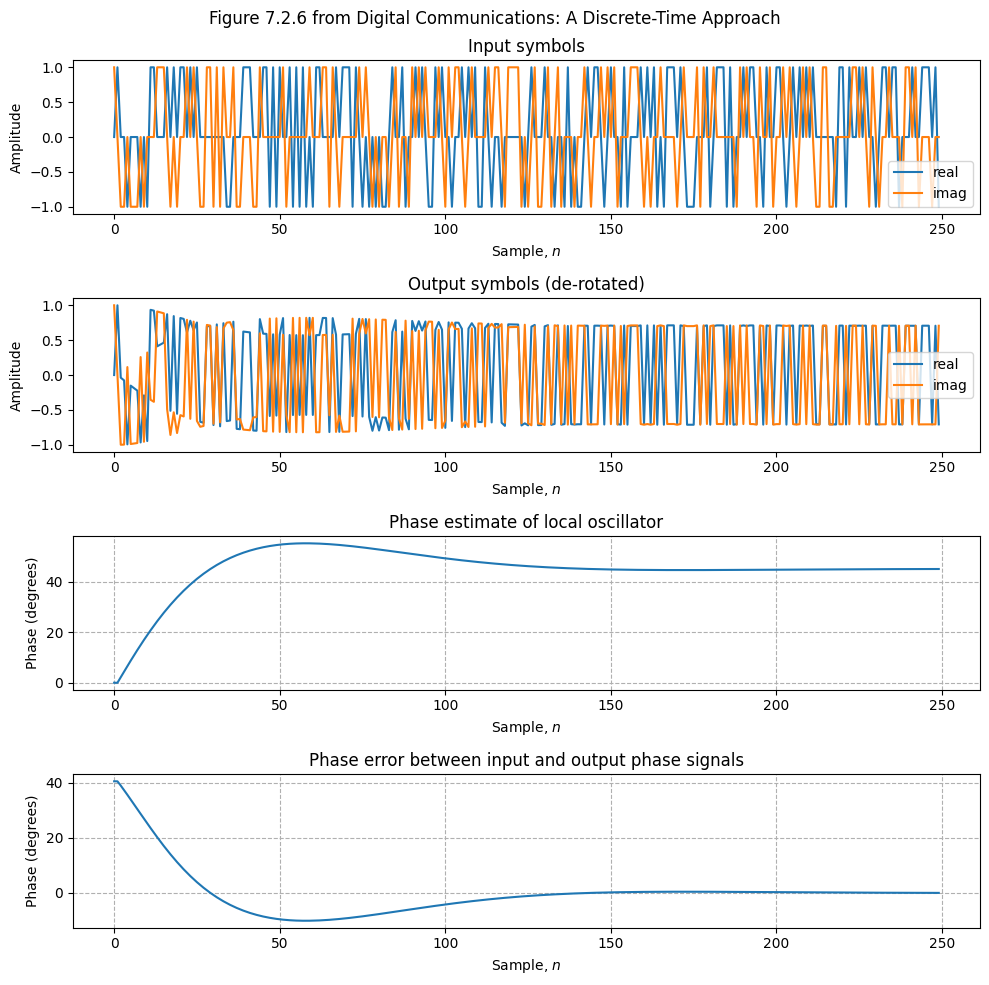 Figure 7.2.6 from Digital Communications: A Discrete-Time Approach
Input symbols
1.0
0.5
0.0
−0.5
−1.0
Amplitude
real
imag
0
50
100
150
200
250
Sample, n
Output symbols (de-rotated)
1.0
0.5
0.0
−0.5
−1.0
Amplitude
real
imag
0
50
100
150
200
250
Sample, n
Phase estimate of local oscillator
40
20
0
Phase (degrees)
0
50
100
150
200
250
Sample, n
Phase error between input and output phase signals
40
20
0
Phase (degrees)
0
50
100
150
200
250
Sample, n